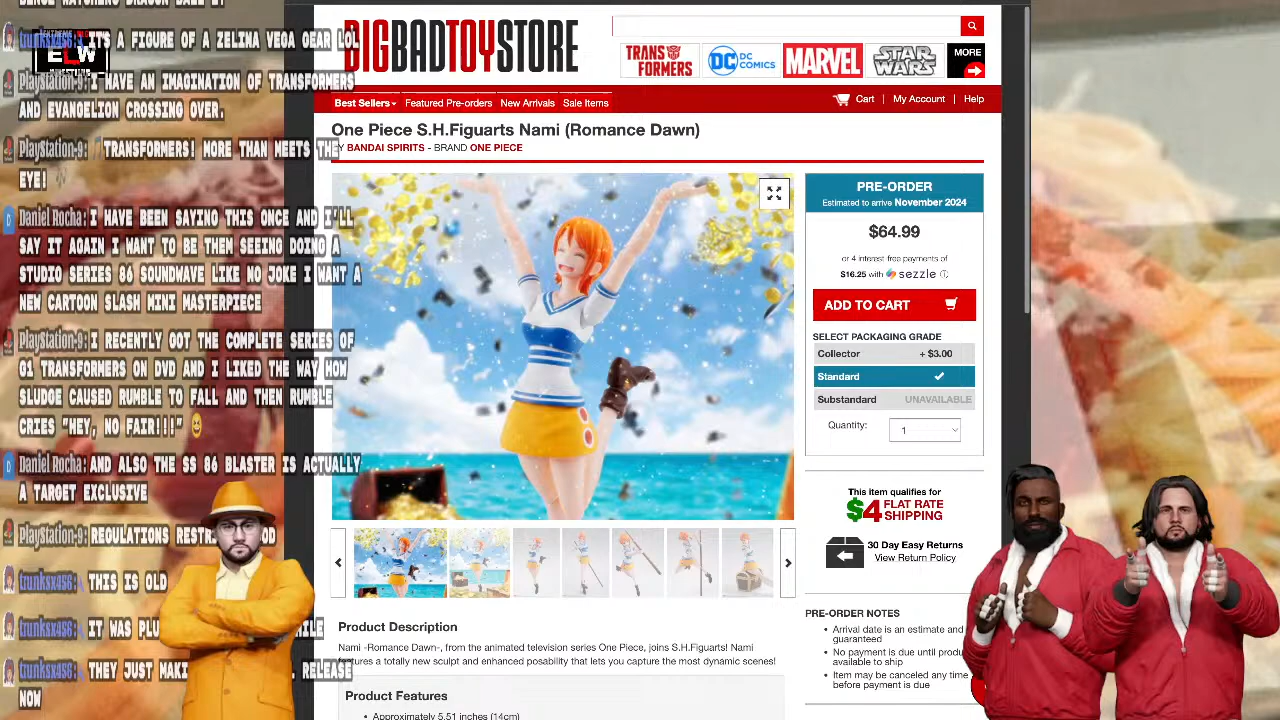 trunksx456: ITS A FIGURE OF A ZELINA VEGA GEAR LOL
HAVE AN IMAGINATION OF TRANSFORMERS
AND EVANGELION CROSSING OVER.
PlayStation-9: TRANSFORMERS! MORE THAN MEETS THE
EYE!
Daniel Rocha: I HAVE BEEN SAYING THIS ONCE AND I'LL
SAY IT AGAIN I WANT TO BE THEM SEEING DOING A
STUDIO SERIES 86 SOUNDWAVE LIKE NO JOKE I WANT A
NEW CARTOON SLASH MINI MASTERPIECE
PlayStation-9: I RECENTLY GOT THE COMPLETE SERIES OF
G1 TRANSFORMERS ON DVD AND I LIKED THE WAY HOW
SLUDGE CAUSED RUMBLE TO FALL AND THEN RUMBLE
CRIES "HEY, NO FAIR!!!"
Daniel Rocha: AND ALSO THE SS 86 BLASTER IS ACTUALLY
A TARGET EXCLUSIVE
PlayStation-9: REGULATIONS
trunksx456: THIS IS OLD
trunksx456: IT WAS
trunksx456: THEY JUST RELEASE
NOW
ELW
BIGBADTOYSTORE
TRANSFORMERS
DC COMICS
MARVEL
STAR WARS
MORE
Best Sellers
Featured Pre-orders
New Arrivals
Sale Items
Cart | My Account | Help
One Piece S.H.Figuarts Nami (Romance Dawn)
Y BANDAI SPIRITS - BRAND ONE PIECE
PRE-ORDER
Estimated to arrive November 2024
$64.99
or 4 interest free payments of
$16.25 with sezzle
ADD TO CART
SELECT PACKAGING GRADE
Collector + $3.00
Standard
Substandard UNAVAILABLE
Quantity: 1
This item qualifies for
$4 FLAT RATE SHIPPING
30 Day Easy Returns
View Return Policy
PRE-ORDER NOTES
Arrival date is an estimate and
guaranteed
No payment is due until produ
available to ship
Item may be canceled any time
before payment is due
Product Description
Nami -Romance Dawn-, from the animated television series One Piece, joins S.H.Figuarts! Nami
features a totally new sculpt and enhanced posability that lets you capture the most dynamic scenes!
Product Features
Approximately 5.51 inches (14cm)